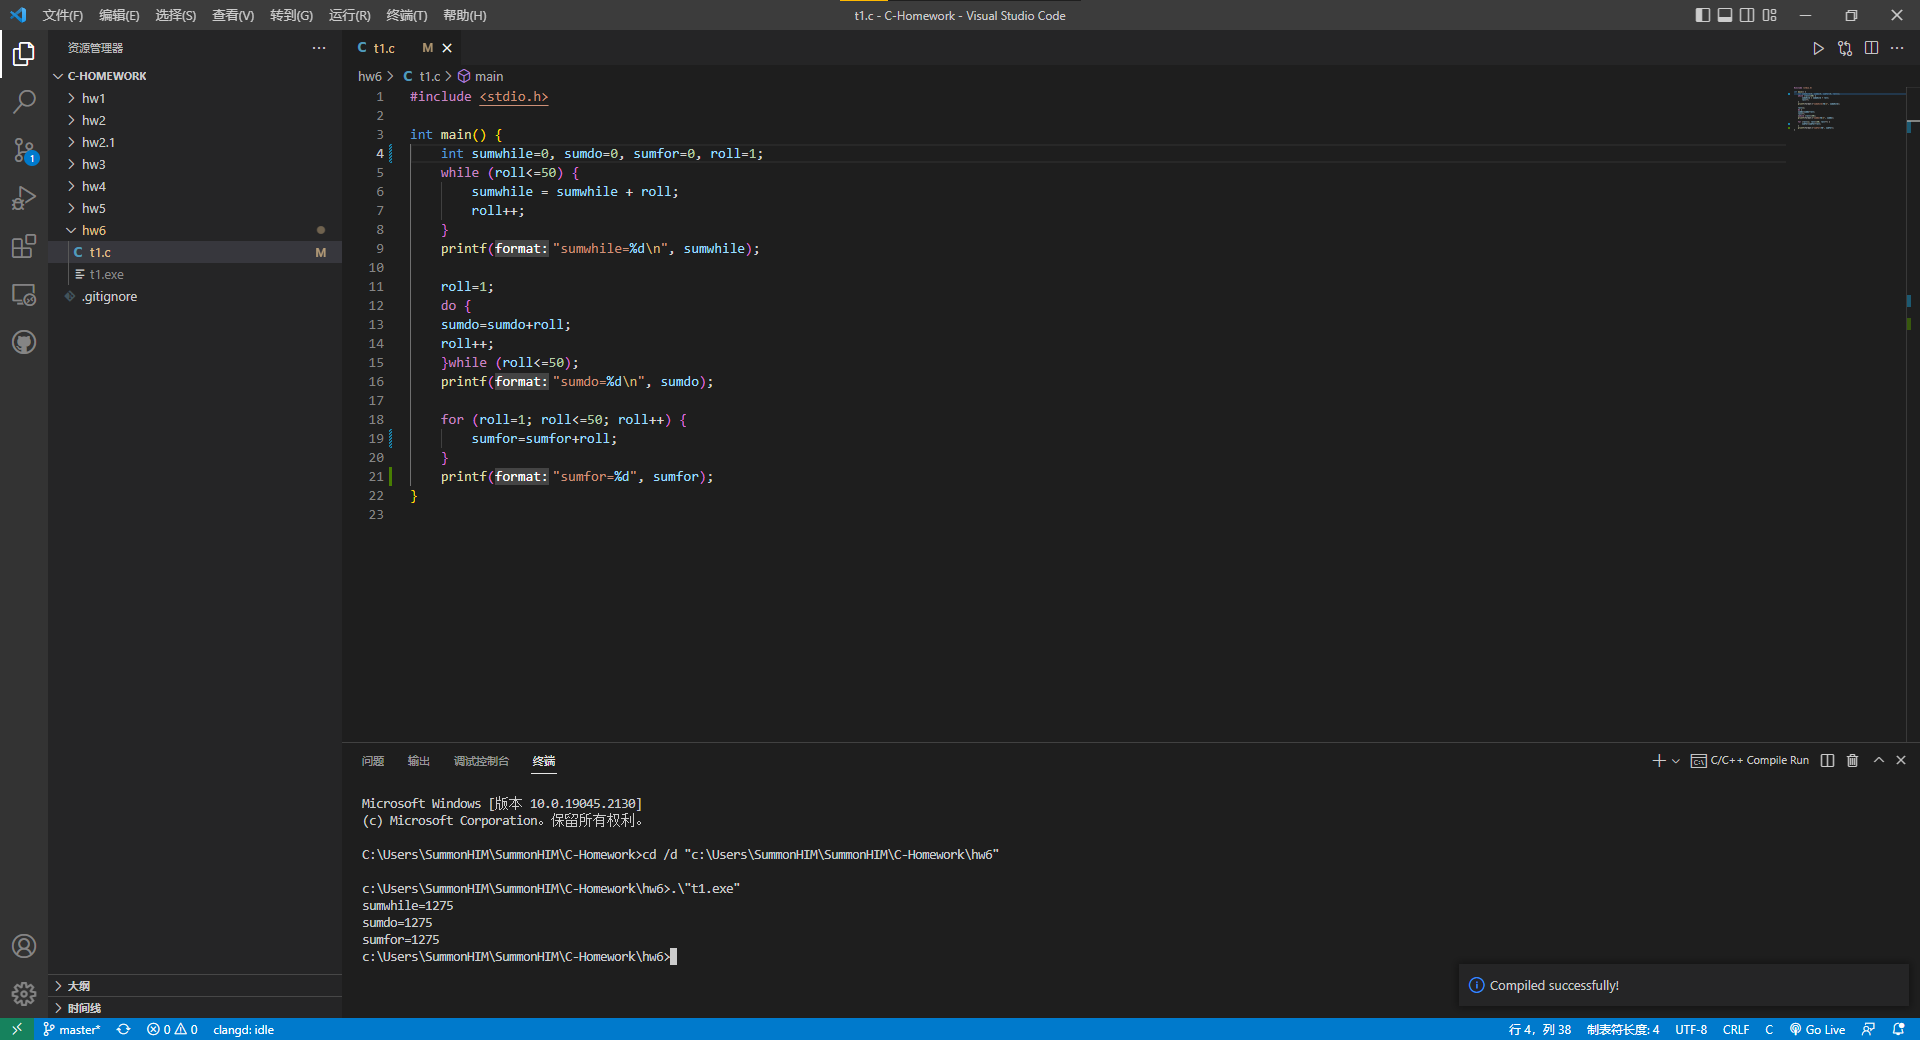 文件(F) 编辑(E) 选择(S) 查看(V) 转到(G) 运行(R) 终端(T) 帮助(H) t1.c - C-Homework - Visual Studio Code
资源管理器
C-HOMEWORK
hw1
hw2
hw2.1
hw3
hw4
hw5
hw6
C t1.c M
t1.exe
.gitignore
1
大纲
时间线
C t1.c M
hw6 > C t1.c > main
1 #include <stdio.h>
2
3 int main() {
4 int sumwhile=0, sumdo=0, sumfor=0, roll=1;
5 while (roll<=50) {
6 sumwhile = sumwhile + roll;
7 roll++;
8 }
9 printf(format: "sumwhile=%d\n", sumwhile);
10
11 roll=1;
12 do {
13 sumdo=sumdo+roll;
14 roll++;
15 }while (roll<=50);
16 printf(format: "sumdo=%d\n", sumdo);
17
18 for (roll=1; roll<=50; roll++) {
19 sumfor=sumfor+roll;
20 }
21 printf(format: "sumfor=%d", sumfor);
22 }
23
问题 输出 调试控制台 终端 C/C++ Compile Run
Microsoft Windows [版本 10.0.19045.2130]
(c) Microsoft Corporation。保留所有权利。
C:\Users\SummonHIM\SummonHIM\C-Homework>cd /d "c:\Users\SummonHIM\SummonHIM\C-Homework\hw6"
c:\Users\SummonHIM\SummonHIM\C-Homework\hw6>.\"t1.exe"
sumwhile=1275
sumdo=1275
sumfor=1275
c:\Users\SummonHIM\SummonHIM\C-Homework\hw6>
Compiled successfully!
master* 0 0 clangd: idle 行 4，列 38 制表符长度: 4 UTF-8 CRLF C Go Live